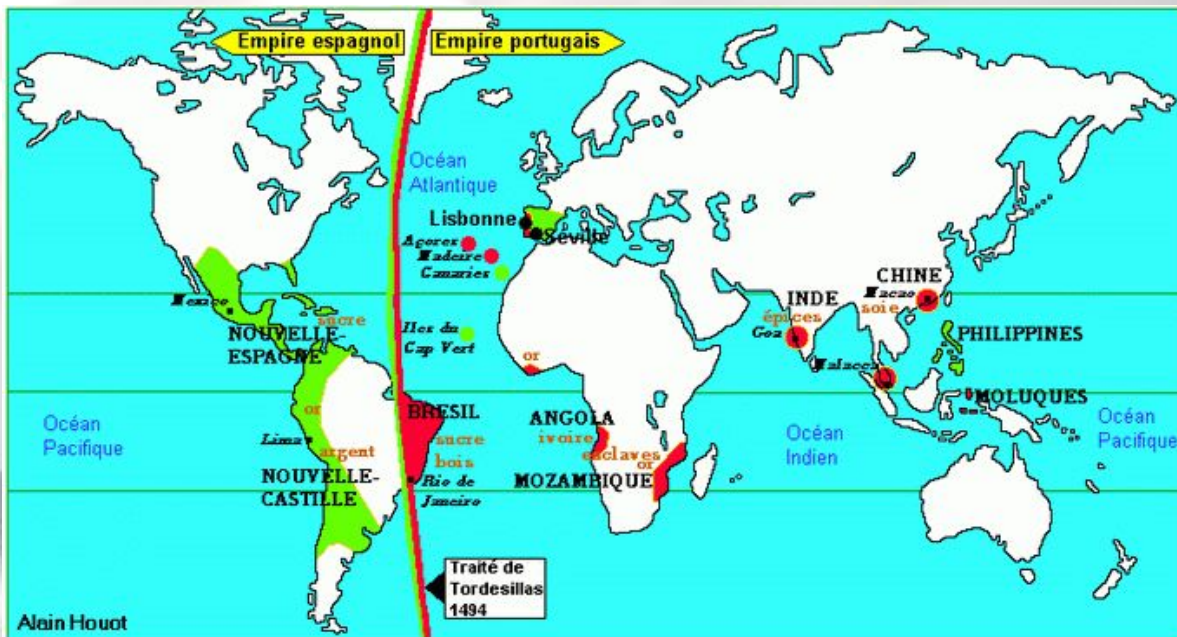 Empire espagnol
Empire portugais
Océan
Atlantique
Lisbonne
Séville
Açores
Madeire
Canaries
CHINE
Macao
Mexico
INDE
soie
épices
sucre
NOUVELLE-
ESPAGNE
Iles du
Cap Vert
Goa
PHILIPPINES
or
Malacca
MOLUQUES
Océan
Pacifique
or
BRESIL
ANGOLA
Océan
Indien
Océan
Pacifique
Lima
argent
sucre
bois
ivoire
esclaves
or
NOUVELLE-
CASTILLE
Rio de
Janeiro
MOZAMBIQUE
Traité de
Tordesillas
1494
Alain Houot